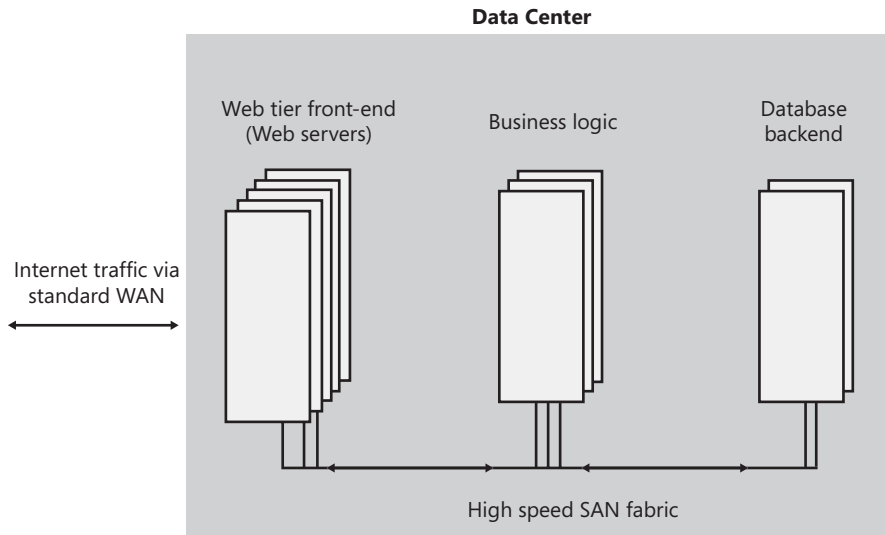 Data Center
Web tier front-end
(Web servers)
Business logic
Database
backend
Internet traffic via
standard WAN
High speed SAN fabric